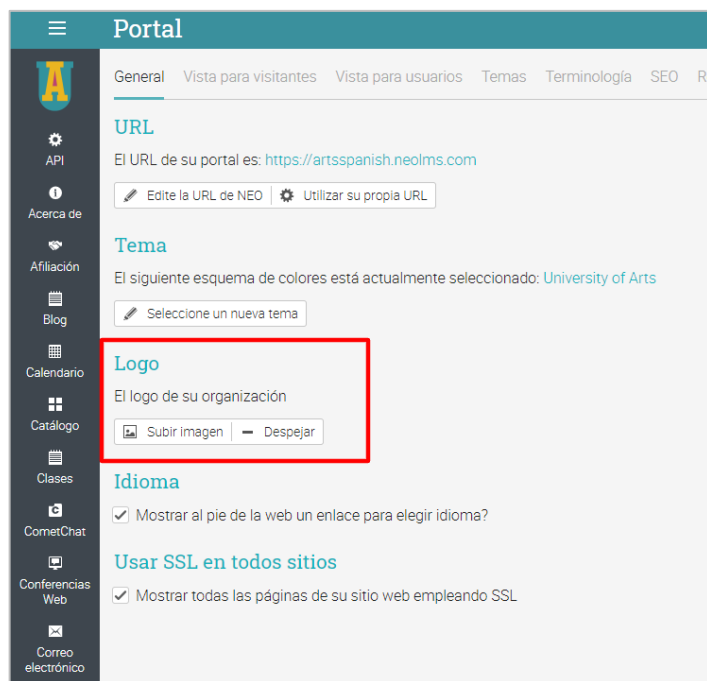 Portal
A
General Vista para visitantes Vista para usuarios Temas Terminología SEO R
API
Acerca de
Afiliación
Blog
Calendario
Catálogo
Clases
CometChat
Conferencias
Web
Correo
electrónico
URL
El URL de su portal es: https://artsspanish.neolms.com
Edite la URL de NEO Utilizar su propia URL
Tema
El siguiente esquema de colores está actualmente seleccionado: University of Arts
Seleccione un nueva tema
Logo
El logo de su organización
Subir imagen Despejar
Idioma
Mostrar al pie de la web un enlace para elegir idioma?
Usar SSL en todos sitios
Mostrar todas las páginas de su sitio web empleando SSL